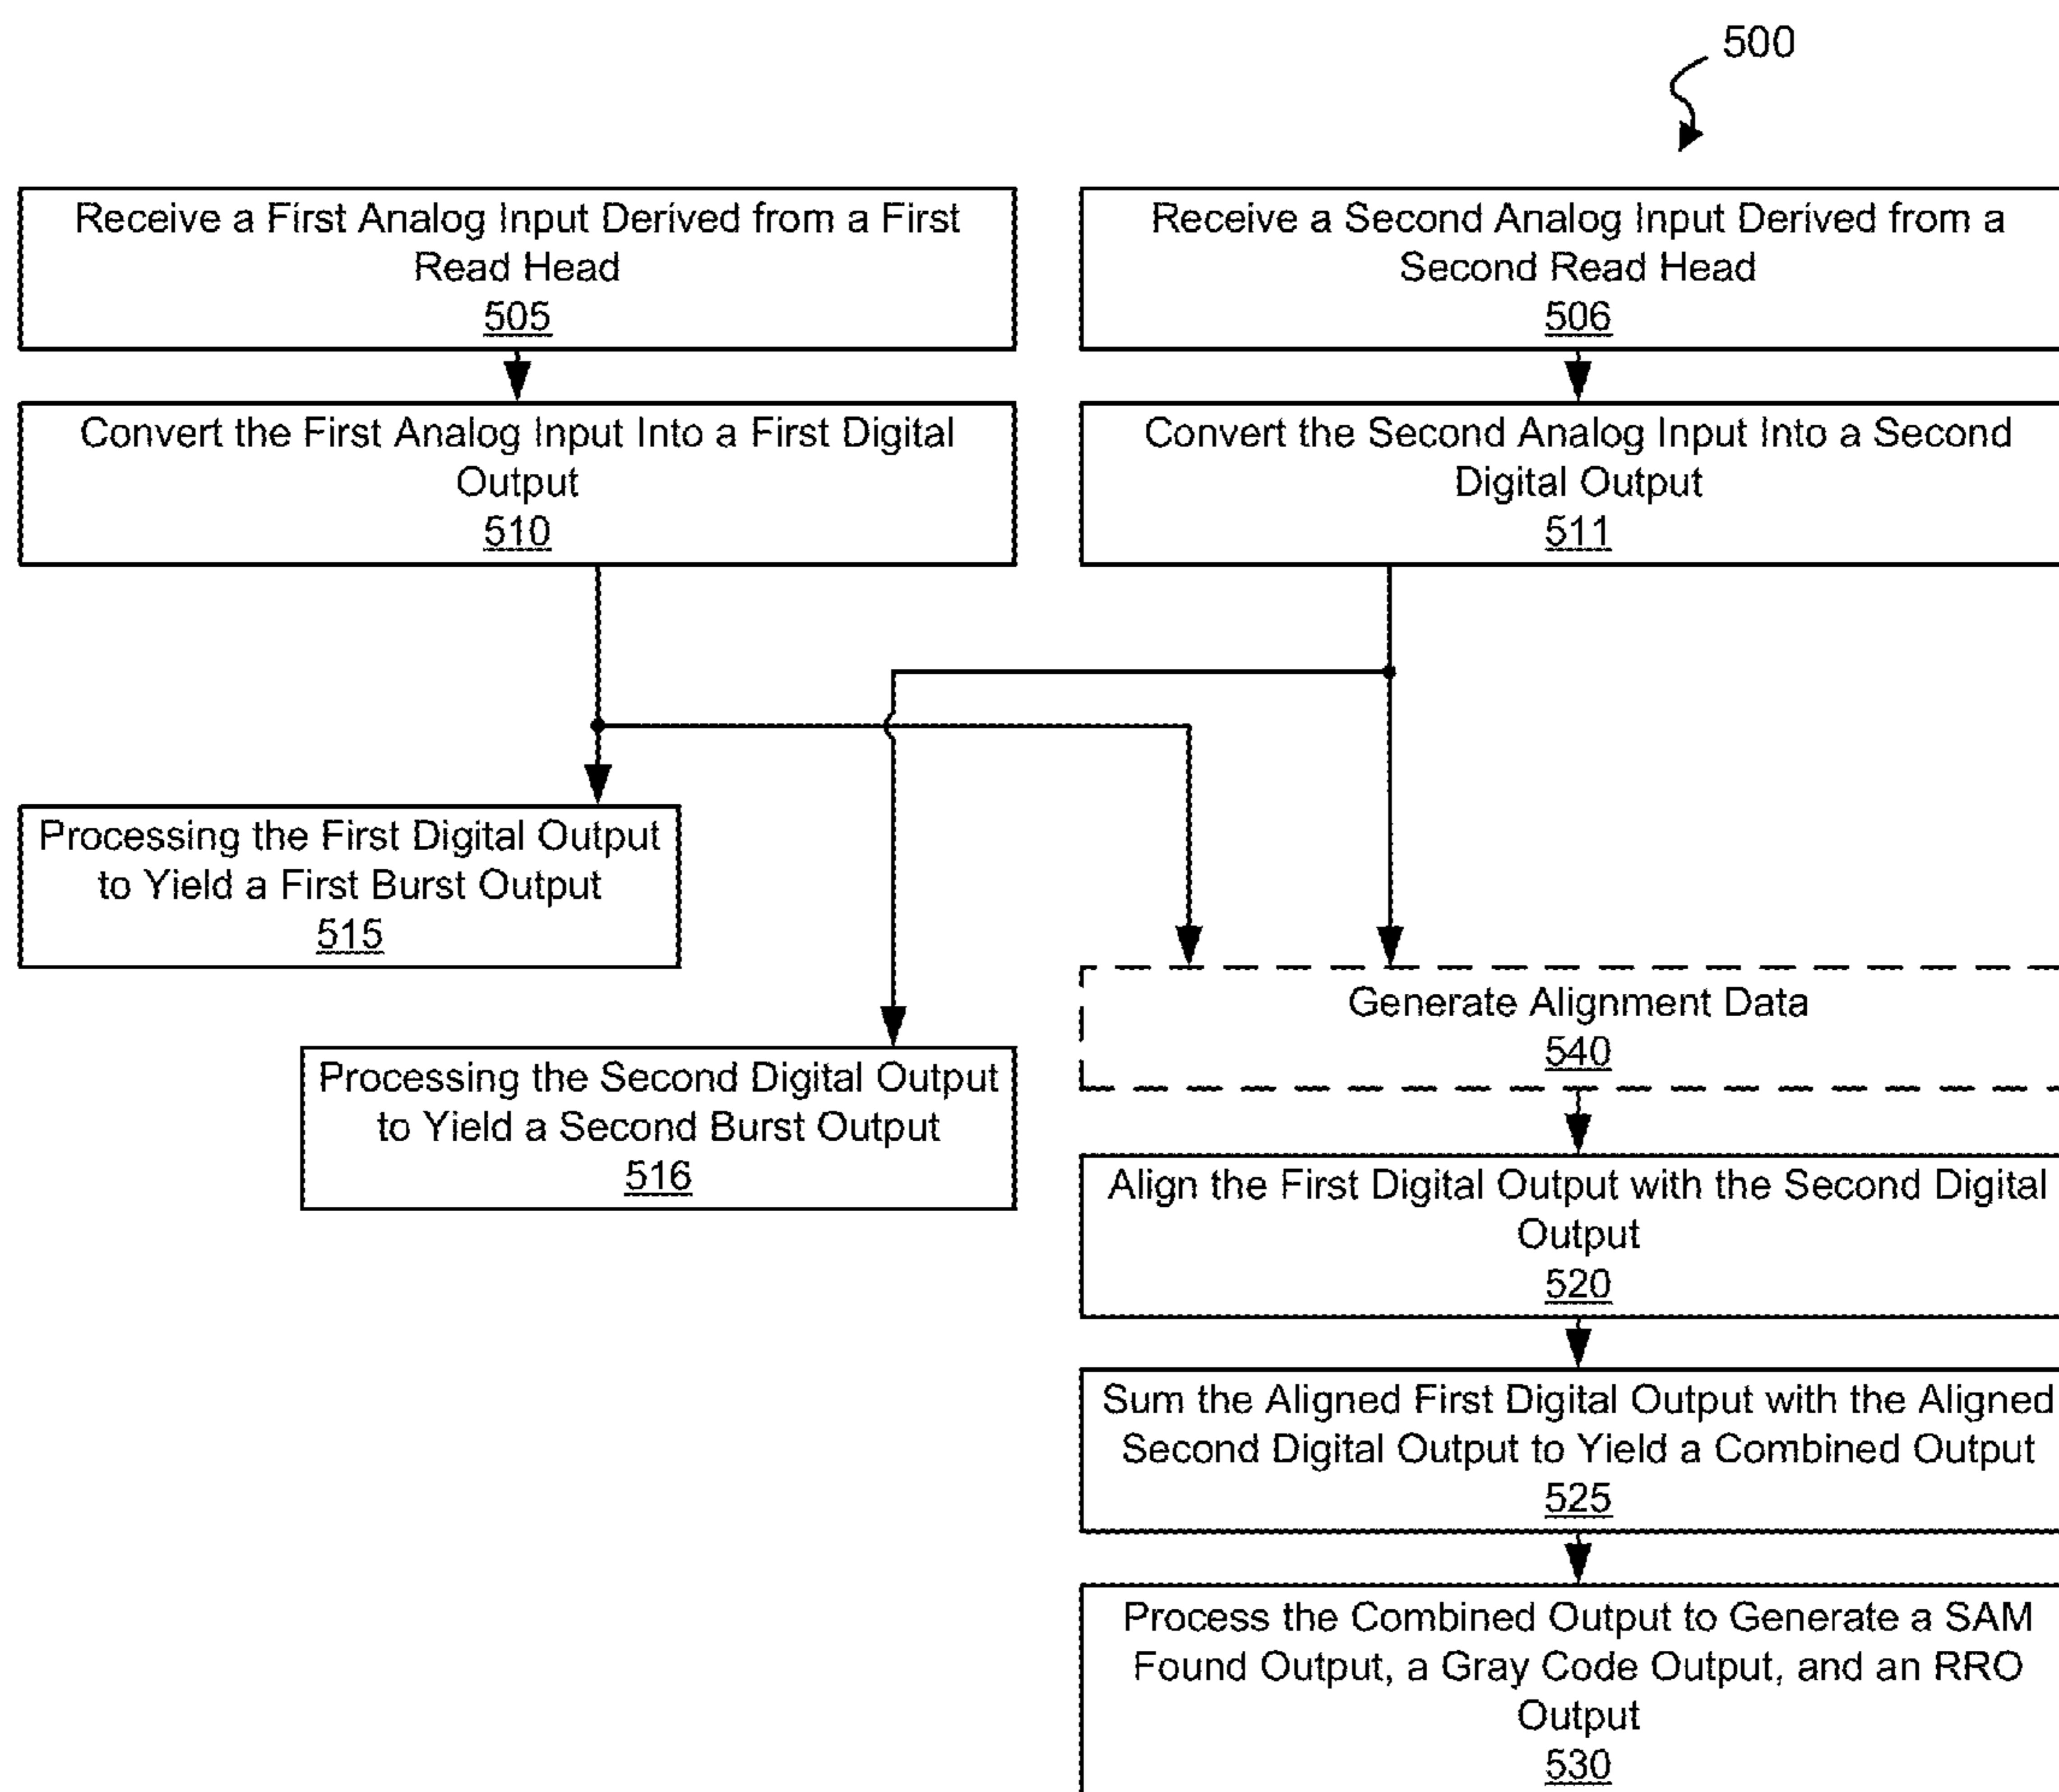 500
Receive a First Analog Input Derived from a First
Read Head
505
Receive a Second Analog Input Derived from a
Second Read Head
506
Convert the First Analog Input Into a First Digital
Output
510
Convert the Second Analog Input Into a Second
Digital Output
511
Processing the First Digital Output
to Yield a First Burst Output
515
Generate Alignment Data
540
Processing the Second Digital Output
to Yield a Second Burst Output
516
Align the First Digital Output with the Second Digital
Output
520
Sum the Aligned First Digital Output with the Aligned
Second Digital Output to Yield a Combined Output
525
Process the Combined Output to Generate a SAM
Found Output, a Gray Code Output, and an RRO
Output
530